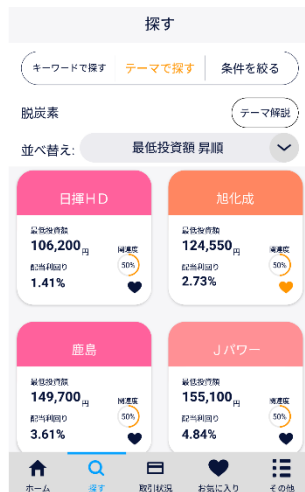 探す
キーワードで探す テーマで探す 条件を絞る
脱炭素 テーマ解説
並べ替え: 最低投資額 昇順
日揮HD 旭化成
最低投資額 最低投資額
106,200円 関連度 124,550円 関連度
配当利回り 50% 配当利回り 50%
1.41% 2.73%
鹿島 Jパワー
最低投資額 最低投資額
149,700円 関連度 155,100円 関連度
配当利回り 50% 配当利回り 50%
3.61% 4.84%
ホーム 探す 取引状況 お気に入り その他